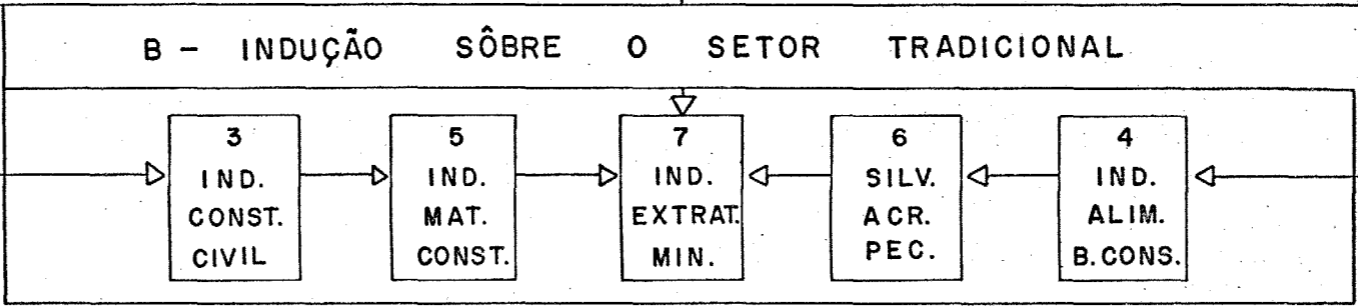 B - INDUÇÃO SÔBRE O SETOR TRADICIONAL
3
IND.
CONST.
CIVIL
5
IND.
MAT.
CONST.
7
IND.
EXTRAT.
MIN.
6
SILV.
ACR.
PEC.
4
IND.
ALIM.
B.CONS.